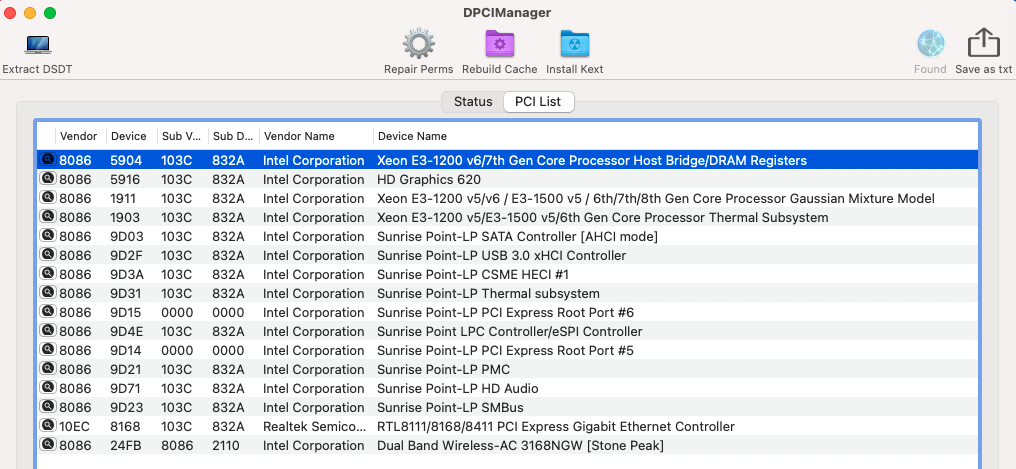 DPCIManager
Extract DSDT Repair Perms Rebuild Cache Install Kext Found Save as txt
Status PCI List
Vendor Device Sub V... Sub D... Vendor Name Device Name
8086 5904 103C 832A Intel Corporation Xeon E3-1200 v6/7th Gen Core Processor Host Bridge/DRAM Registers
8086 5916 103C 832A Intel Corporation HD Graphics 620
8086 1911 103C 832A Intel Corporation Xeon E3-1200 v5/v6 / E3-1500 v5 / 6th/7th/8th Gen Core Processor Gaussian Mixture Model
8086 1903 103C 832A Intel Corporation Xeon E3-1200 v5/E3-1500 v5/6th Gen Core Processor Thermal Subsystem
8086 9D03 103C 832A Intel Corporation Sunrise Point-LP SATA Controller [AHCI mode]
8086 9D2F 103C 832A Intel Corporation Sunrise Point-LP USB 3.0 xHCI Controller
8086 9D3A 103C 832A Intel Corporation Sunrise Point-LP CSME HECI #1
8086 9D31 103C 832A Intel Corporation Sunrise Point-LP Thermal subsystem
8086 9D15 0000 0000 Intel Corporation Sunrise Point-LP PCI Express Root Port #6
8086 9D4E 103C 832A Intel Corporation Sunrise Point LPC Controller/eSPI Controller
8086 9D14 0000 0000 Intel Corporation Sunrise Point-LP PCI Express Root Port #5
8086 9D21 103C 832A Intel Corporation Sunrise Point-LP PMC
8086 9D71 103C 832A Intel Corporation Sunrise Point-LP HD Audio
8086 9D23 103C 832A Intel Corporation Sunrise Point-LP SMBus
10EC 8168 103C 832A Realtek Semico... RTL8111/8168/8411 PCI Express Gigabit Ethernet Controller
8086 24FB 8086 2110 Intel Corporation Dual Band Wireless-AC 3168NGW [Stone Peak]